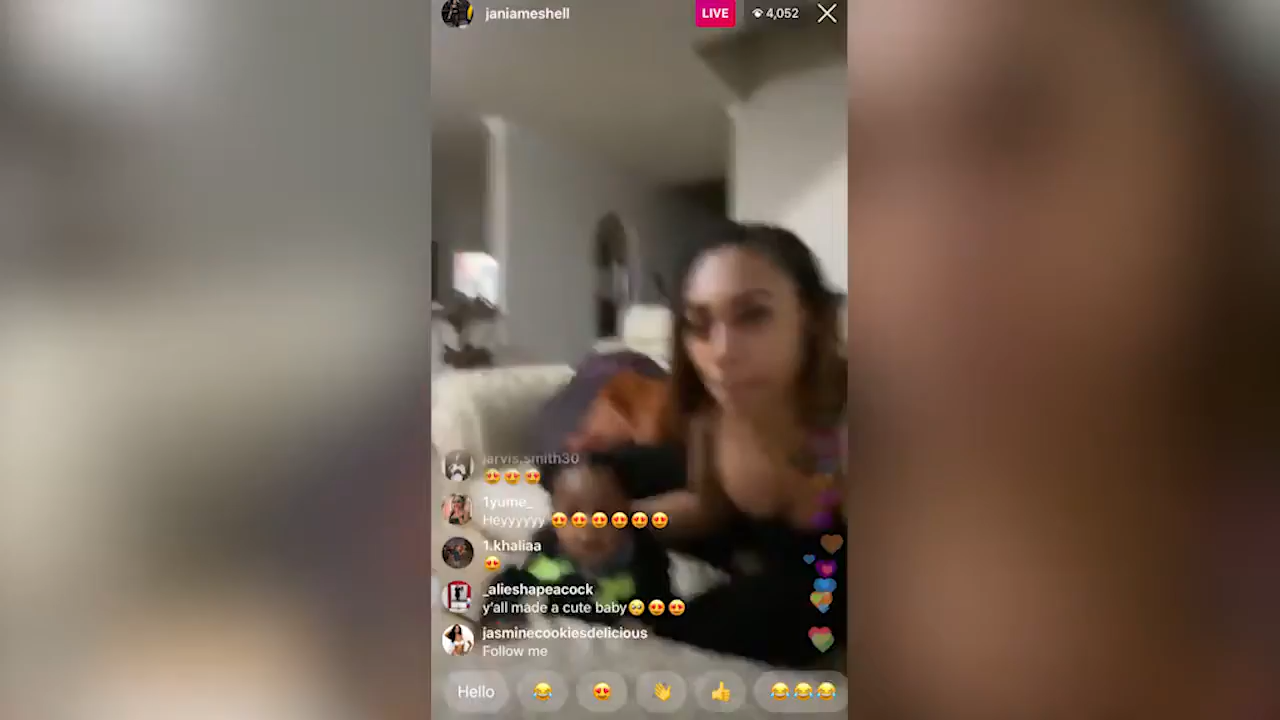 janiameshell
LIVE
4,052
jarvis.smith30
😍😍😍
1yume_
Heyyyyyy 😍😍😍😍😍😍
1.khaliaa
😍
_alieshapeacock
y'all made a cute baby🥺😍😍
jasminecookiesdelicious
Follow me
Hello 😂 😍 👋 👍 😂😂😂